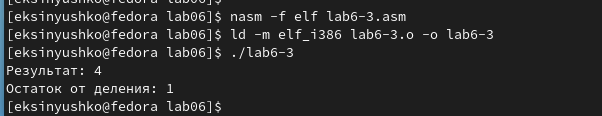 [eksinyushko@fedora lab06]$ nasm -f elf lab6-3.asm
[eksinyushko@fedora lab06]$ ld -m elf_i386 lab6-3.o -o lab6-3
[eksinyushko@fedora lab06]$ ./lab6-3
Результат: 4
Остаток от деления: 1
[eksinyushko@fedora lab06]$